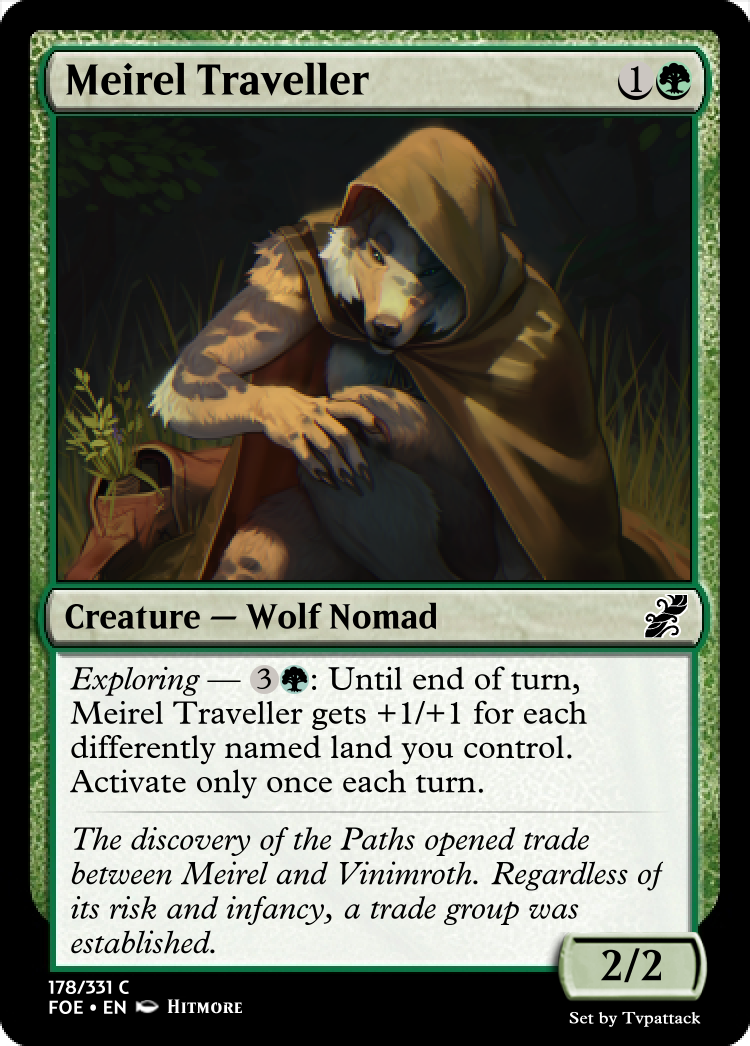 Meirel Traveller 1
Creature — Wolf Nomad
Exploring — 3: Until end of turn,
Meirel Traveller gets +1/+1 for each
differently named land you control.
Activate only once each turn.
The discovery of the Paths opened trade
between Meirel and Vinimroth. Regardless of
its risk and infancy, a trade group was
established.
2/2
178/331 C
FOE • EN HITMORE
Set by Tvpattack